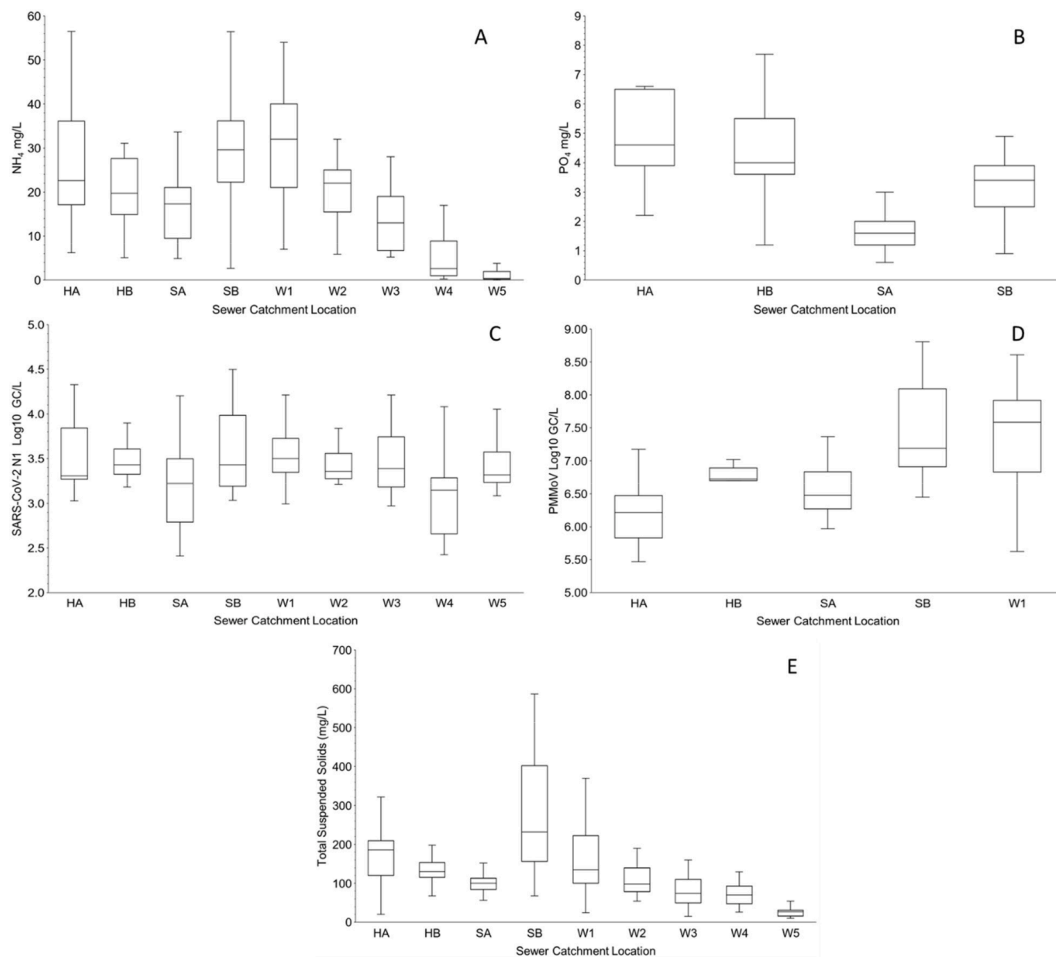 A
NH4 mg/L
60
50
40
30
20
10
0
HA HB SA SB W1 W2 W3 W4 W5
Sewer Catchment Location
B
PO4 mg/L
9
8
7
6
5
4
3
2
1
0
HA HB SA SB
Sewer Catchment Location
C
SARS-CoV-2 N1 Log10 GC/L
5.0
4.5
4.0
3.5
3.0
2.5
2.0
HA HB SA SB W1 W2 W3 W4 W5
Sewer Catchment Location
D
PMMoV Log10 GC/L
9.00
8.50
8.00
7.50
7.00
6.50
6.00
5.50
5.00
HA HB SA SB W1
Sewer Catchment Location
E
Total Suspended Solids (mg/L)
700
600
500
400
300
200
100
0
HA HB SA SB W1 W2 W3 W4 W5
Sewer Catchment Location